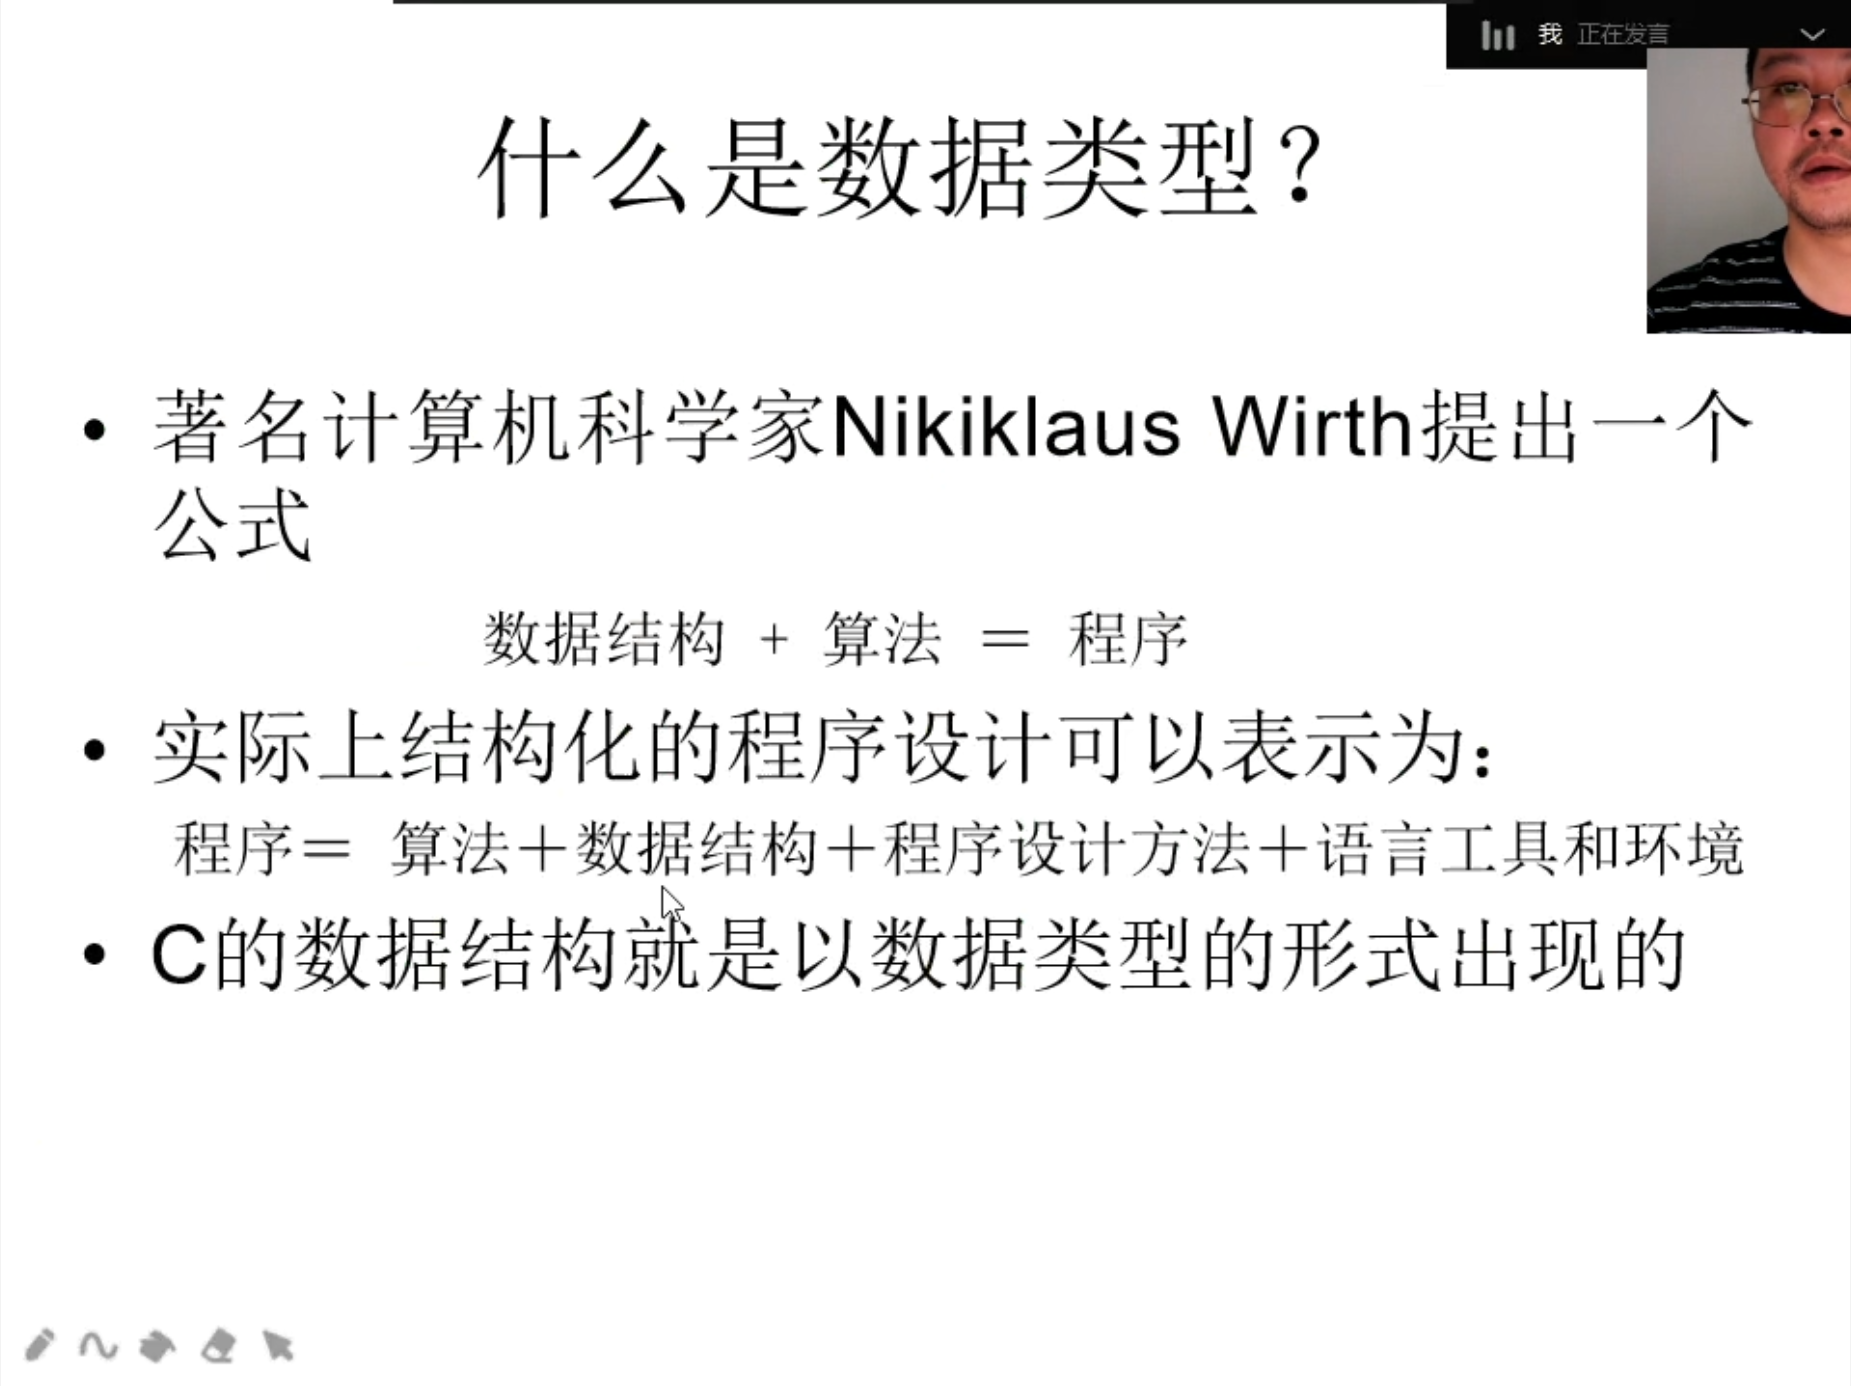 我 正在发言
什么是数据类型？
• 著名计算机科学家Nikiklaus Wirth提出一个
公式
数据结构 + 算法 ＝ 程序
• 实际上结构化的程序设计可以表示为：
程序＝ 算法＋数据结构＋程序设计方法＋语言工具和环境
• C的数据结构就是以数据类型的形式出现的